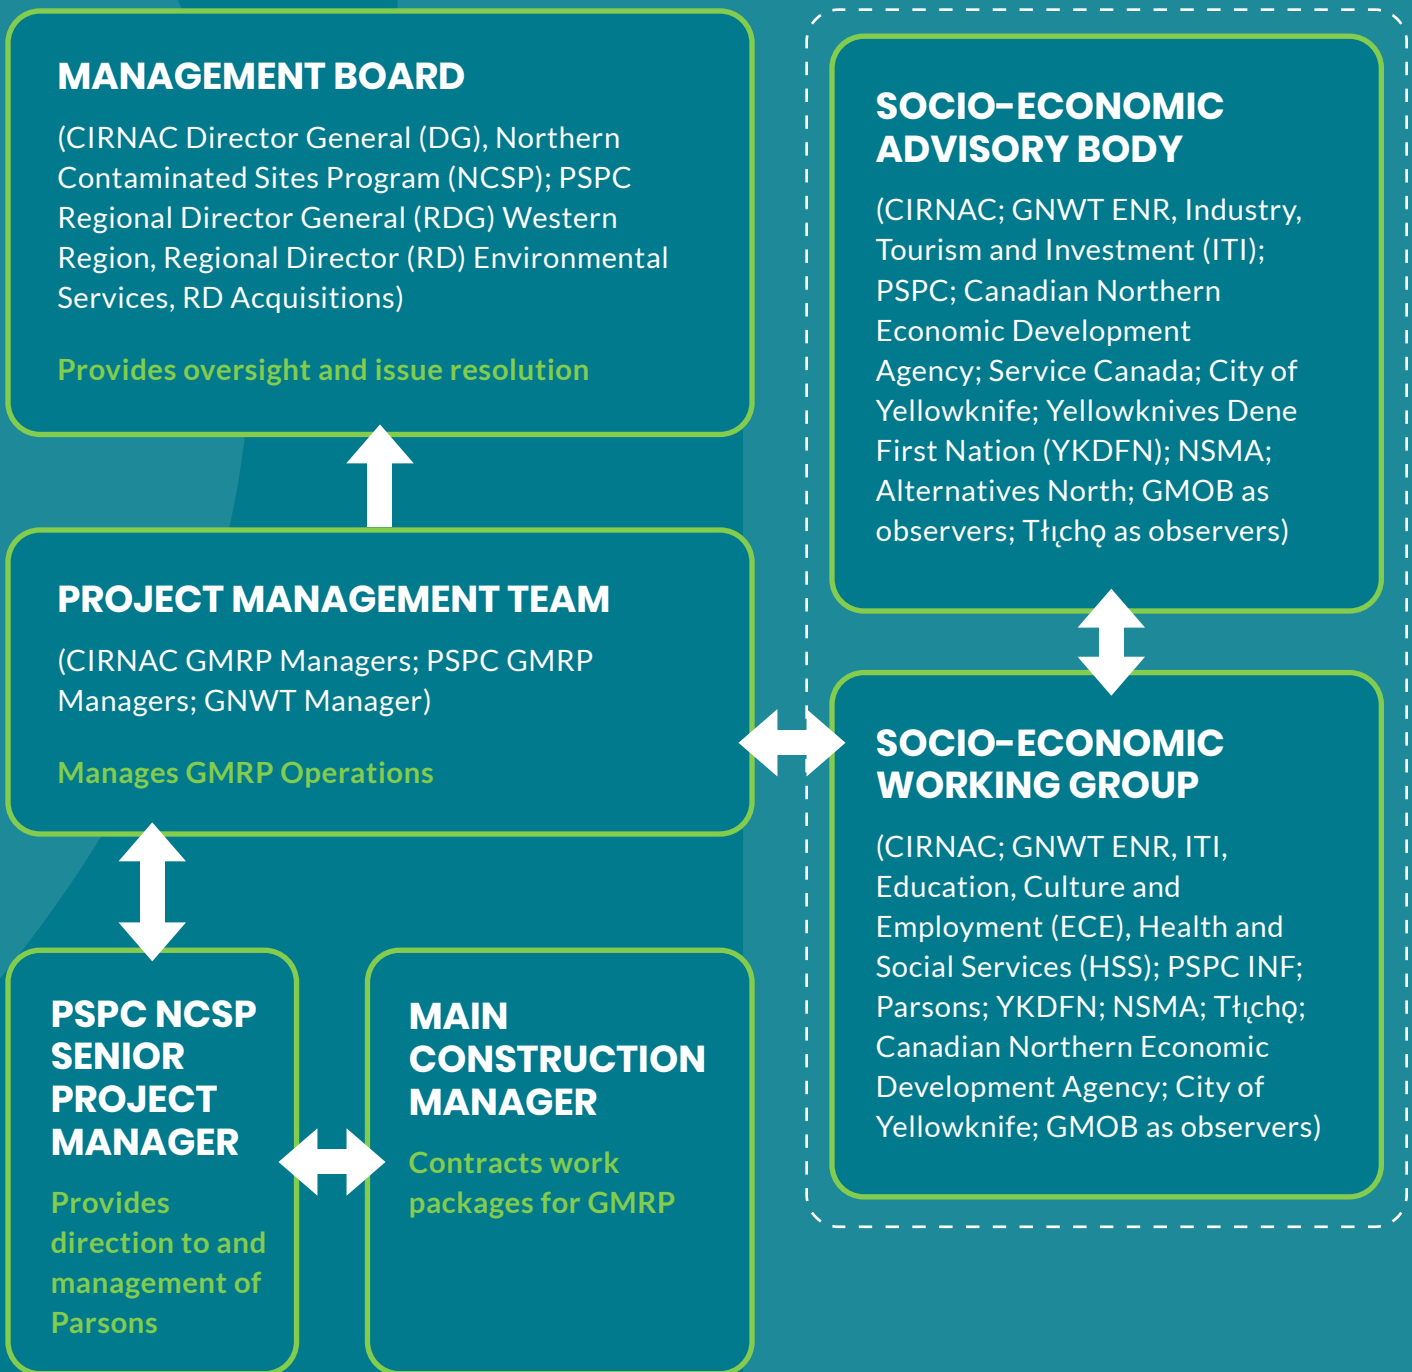 MANAGEMENT BOARD
(CIRNAC Director General (DG), Northern
Contaminated Sites Program (NCSP); PSPC
Regional Director General (RDG) Western
Region, Regional Director (RD) Environmental
Services, RD Acquisitions)
Provides oversight and issue resolution
PROJECT MANAGEMENT TEAM
(CIRNAC GMRP Managers; PSPC GMRP
Managers; GNWT Manager)
Manages GMRP Operations
PSPC NCSP
SENIOR
PROJECT
MANAGER
Provides
direction to and
management of
Parsons
MAIN
CONSTRUCTION
MANAGER
Contracts work
packages for GMRP
SOCIO-ECONOMIC
ADVISORY BODY
(CIRNAC; GNWT ENR, Industry,
Tourism and Investment (ITI);
PSPC; Canadian Northern
Economic Development
Agency; Service Canada; City of
Yellowknife; Yellowknives Dene
First Nation (YKDFN); NSMA;
Alternatives North; GMOB as
observers; Tłı̨chǫ as observers)
SOCIO-ECONOMIC
WORKING GROUP
(CIRNAC; GNWT ENR, ITI,
Education, Culture and
Employment (ECE), Health and
Social Services (HSS); PSPC INF;
Parsons; YKDFN; NSMA; Tłı̨chǫ;
Canadian Northern Economic
Development Agency; City of
Yellowknife; GMOB as observers)